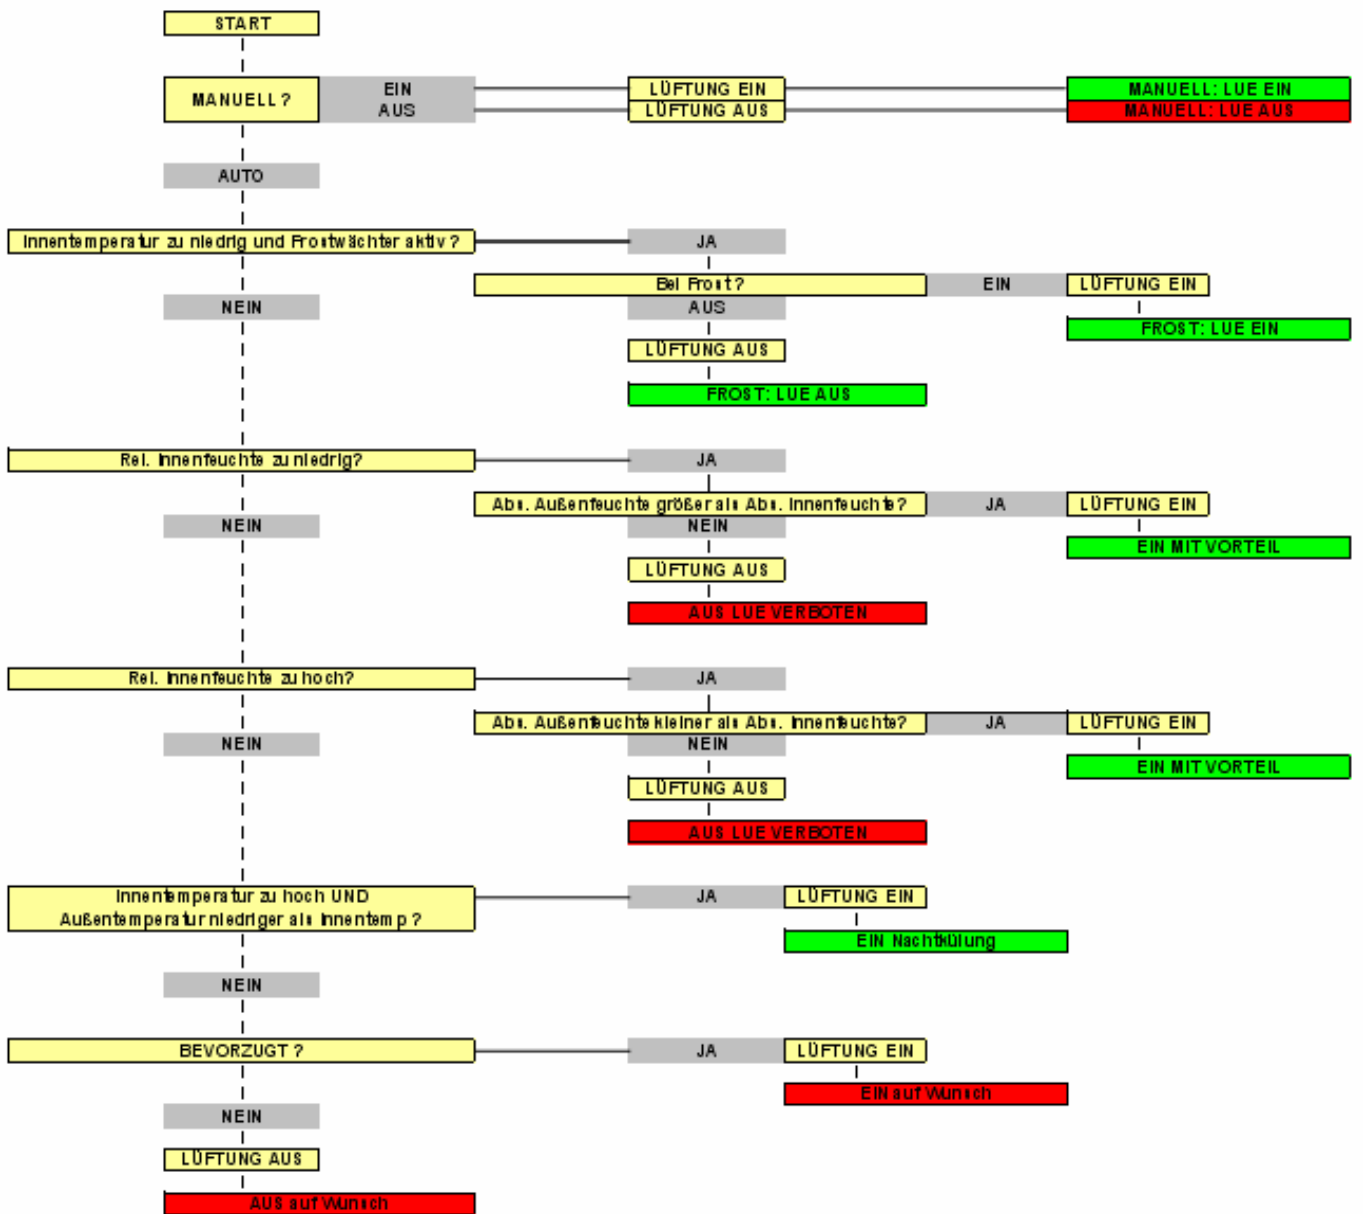 START
MANUELL ?
EIN
LÜFTUNG EIN
MANUELL: LUE EIN
AUS
LÜFTUNG AUS
MANUELL: LUE AUS
AUTO
Innentemperatur zu niedrig und Frostwächter aktiv ?
JA
Bei Frost ?
EIN
LÜFTUNG EIN
NEIN
AUS
FROST: LUE EIN
LÜFTUNG AUS
FROST: LUE AUS
Rel. Innenfeuchte zu niedrig?
JA
Abs. Außenfeuchte größer als Abs. Innenfeuchte?
JA
LÜFTUNG EIN
NEIN
NEIN
EIN MIT VORTEIL
LÜFTUNG AUS
AUS LUE VERBOTEN
Rel. Innenfeuchte zu hoch?
JA
Abs. Außenfeuchte kleiner als Abs. Innenfeuchte?
JA
LÜFTUNG EIN
NEIN
NEIN
EIN MIT VORTEIL
LÜFTUNG AUS
AUS LUE VERBOTEN
Innentemperatur zu hoch UND
Außentemperatur niedriger als Innentemp ?
JA
LÜFTUNG EIN
EIN Nachtkülung
NEIN
BEVORZUGT ?
JA
LÜFTUNG EIN
EIN auf Wunsch
NEIN
LÜFTUNG AUS
AUS auf Wunsch